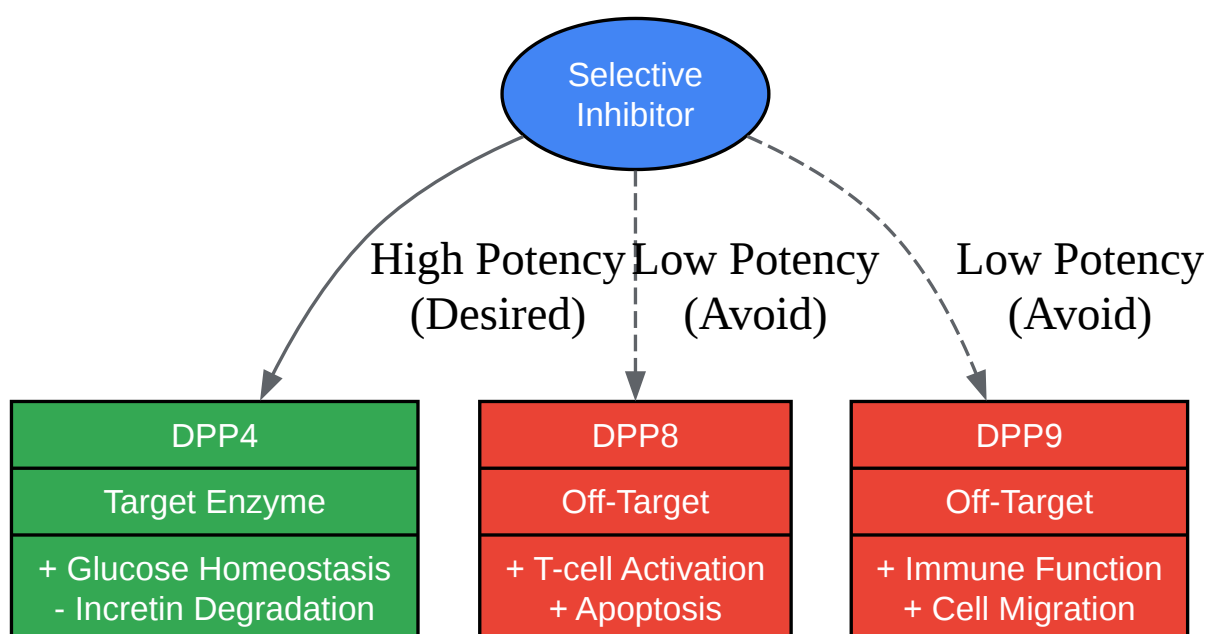 Selective
Inhibitor
High Potency
(Desired)
Low Potency
(Avoid)
Low Potency
(Avoid)
DPP4
Target Enzyme
+ Glucose Homeostasis
- Incretin Degradation
DPP8
Off-Target
+ T-cell Activation
+ Apoptosis
DPP9
Off-Target
+ Immune Function
+ Cell Migration